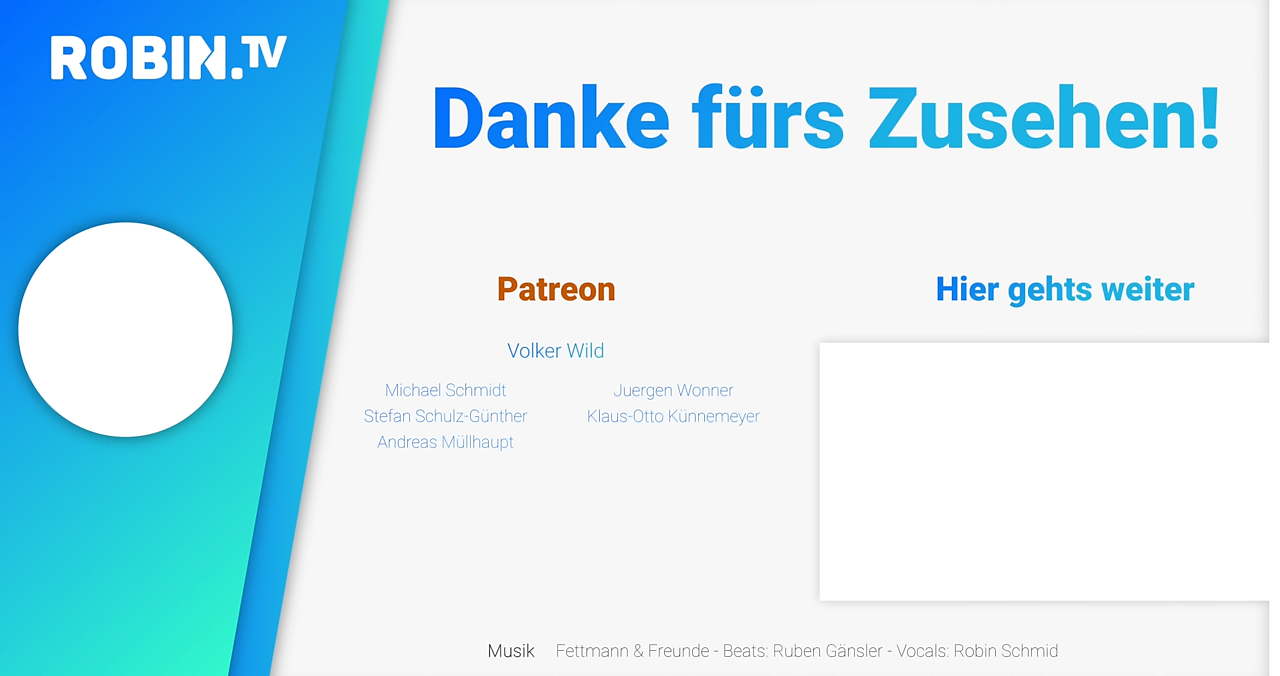 ROBIN.TV
Danke fürs Zusehen!
Patreon
Volker Wild
Michael Schmidt
Stefan Schulz-Günther
Andreas Müllhaupt
Juergen Wonner
Klaus-Otto Künnemeyer
Hier gehts weiter
Musik Fettmann & Freunde - Beats: Ruben Gänsler - Vocals: Robin Schmid